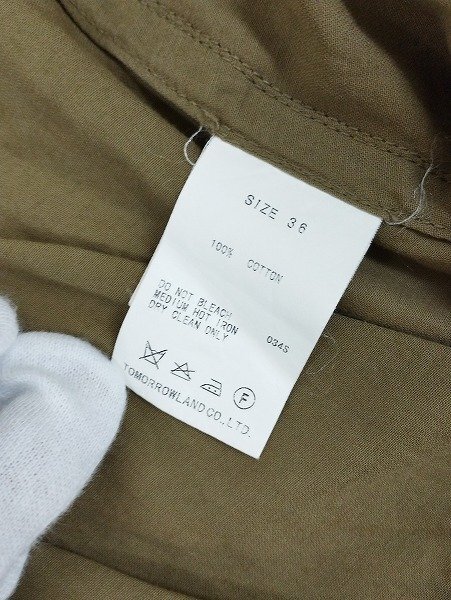 SIZE 36
100% COTTON
DO NOT BLEACH
MEDIUM HOT IRON
DRY CLEAN ONLY
034S
F
TOMORROWLAND CO., LTD.